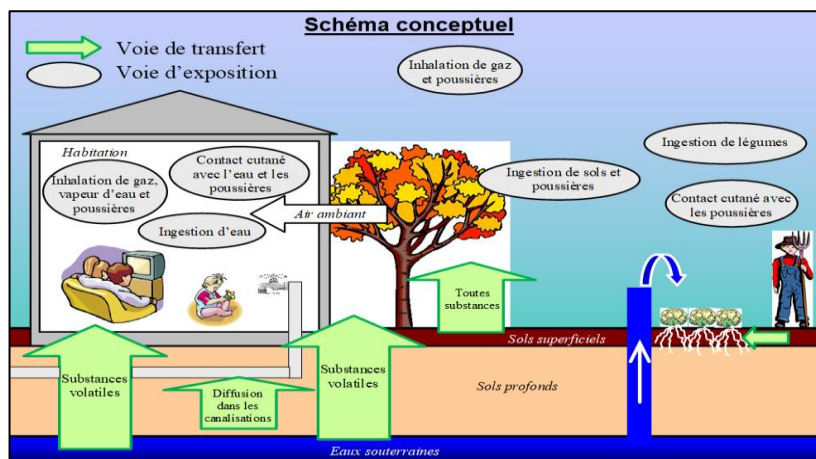 Schéma conceptuel
Voie de transfert
Voie d'exposition
Inhalation de gaz
et poussières
Habitation
Inhalation de gaz,
vapeur d'eau et
poussières
Contact cutané
avec l'eau et les
poussières
Ingestion d'eau
Air ambiant
Ingestion de sols et
poussières
Ingestion de légumes
Contact cutané avec
les poussières
Toutes
substances
Sols superficiels
Substances
volatiles
Diffusion
dans les
canalisations
Substances
volatiles
Sols profonds
Eaux souterraines